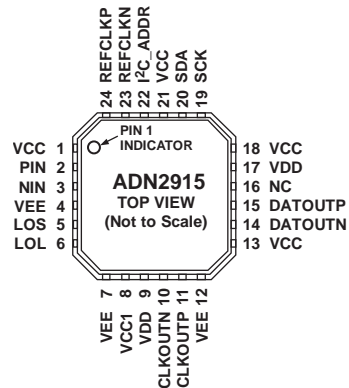 24 REFCLKP
23 REFCLKN
22 I²C_ADDR
21 VCC
20 SDA
19 SCK
PIN 1
INDICATOR
VCC 1
PIN 2
NIN 3
VEE 4
LOS 5
LOL 6
ADN2915
TOP VIEW
(Not to Scale)
18 VCC
17 VDD
16 NC
15 DATOUTP
14 DATOUTN
13 VCC
VEE 7
VCC1 8
VDD 9
CLKOUTN 10
CLKOUTP 11
VEE 12